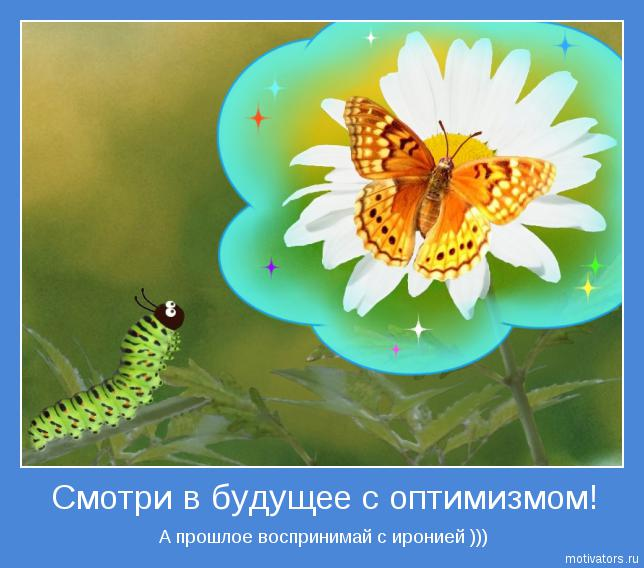 Смотри в будущее с оптимизмом!
А прошлое воспринимай с иронией )))
motivators.ru